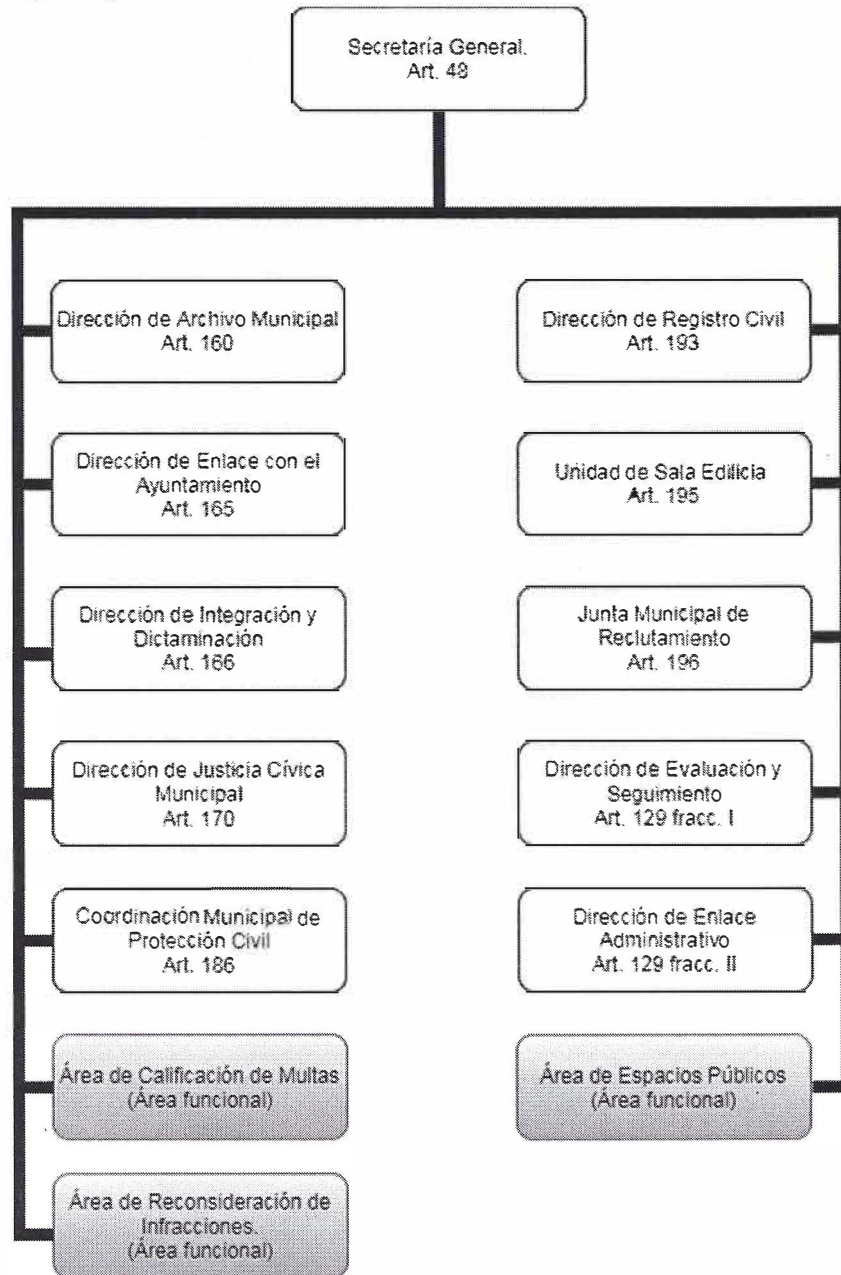 Secretaría General.
Art. 48
Dirección de Archivo Municipal
Art. 160
Dirección de Enlace con el
Ayuntamiento
Art. 165
Dirección de Integración y
Dictaminación
Art. 166
Dirección de Justicia Cívica
Municipal
Art. 170
Coordinación Municipal de
Protección Civil
Art. 186
Área de Calificación de Multas
(Área funcional)
Área de Reconsideración de
Infracciones.
(Área funcional)
Dirección de Registro Civil
Art. 193
Unidad de Sala Edilicia
Art. 195
Junta Municipal de
Reclutamiento
Art. 196
Dirección de Evaluación y
Seguimiento
Art. 129 fracc. I
Dirección de Enlace
Administrativo
Art. 129 fracc. II
Área de Espacios Públicos
(Área funcional)